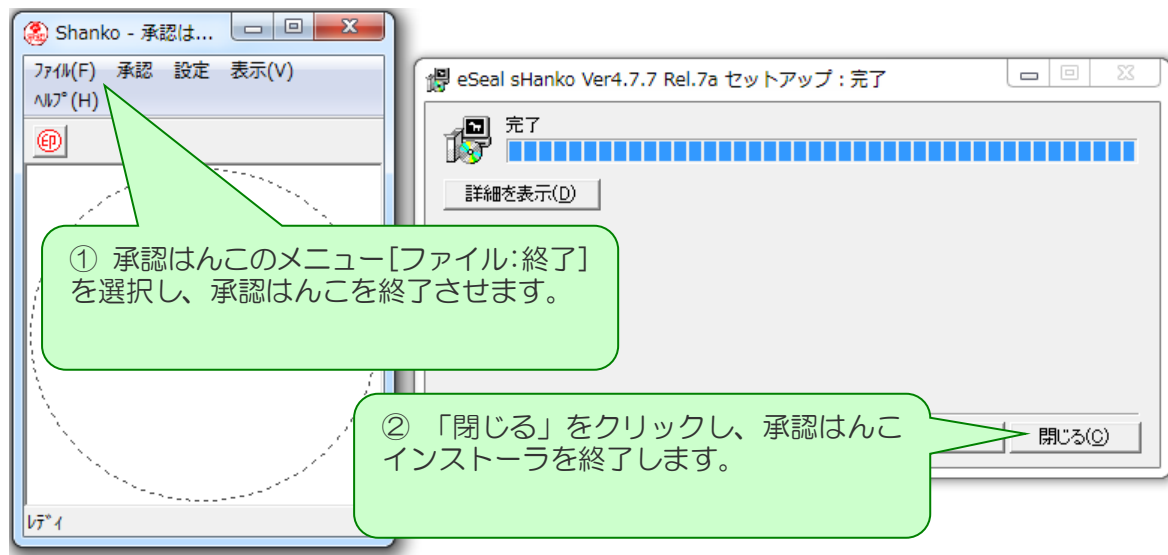 Shanko - 承認は...
ﾌｧｲﾙ(F) 承認 設定 表示(V)
ﾍﾙﾌﾟ(H)
印
① 承認はんこのメニュー[ファイル:終了]
を選択し、承認はんこを終了させます。
ﾚﾃﾞｨ
eSeal sHanko Ver4.7.7 Rel.7a セットアップ : 完了
完了
詳細を表示(D)
② 「閉じる」をクリックし、承認はんこ
インストーラを終了します。
閉じる(C)